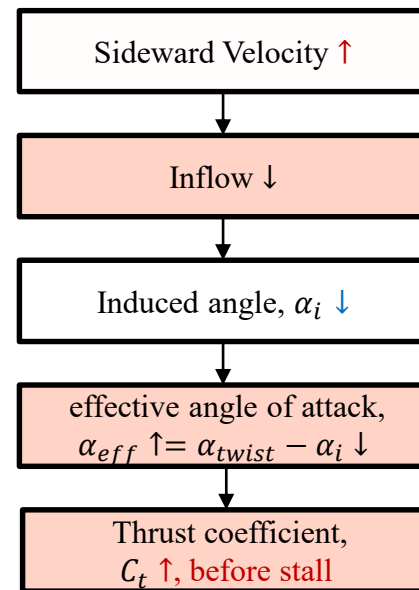 Sideward Velocity ↑
Inflow ↓
Induced angle, α𝑖 ↓
effective angle of attack,
α𝑒𝑓𝑓 ↑= α𝑡𝑤𝑖𝑠𝑡 − α𝑖 ↓
Thrust coefficient,
𝐶𝑡 ↑, before stall